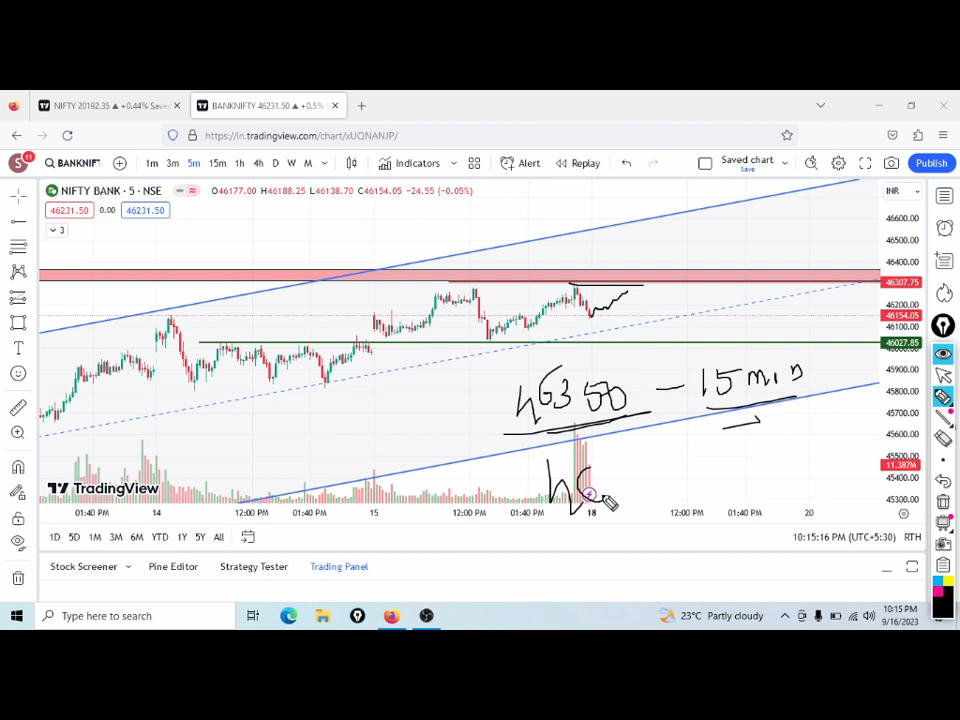 NIFTY 20192.35 ▲ +0.44% Save
BANKNIFTY 46231.50 ▲ +0.5%
https://in.tradingview.com/chart/xUQNANJP/
S 11 BANKNIFT 1m 3m 5m 15m 1h 4h D W M Indicators Alert Replay Saved chart Save Publish
NIFTY BANK · 5 · NSE O46177.00 H46188.25 L46138.70 C46154.05 −24.55 (−0.05%) INR
46231.50 0.00 46231.50
3
46600.00
46500.00
46400.00
46307.75
46200.00
46154.05
46100.00
46027.85
46000.00
45900.00
45800.00
45700.00
45600.00
45500.00
11.387M
45400.00
45300.00
46350 – 15 min
TradingView
01:40 PM 14 12:00 PM 01:40 PM 15 12:00 PM 01:40 PM 18 12:00 PM 01:40 PM 20
1D 5D 1M 3M 6M YTD 1Y 5Y All 10:15:16 PM (UTC+5:30) RTH
Stock Screener Pine Editor Strategy Tester Trading Panel
Type here to search 23°C Partly cloudy 10:15 PM
9/16/2023